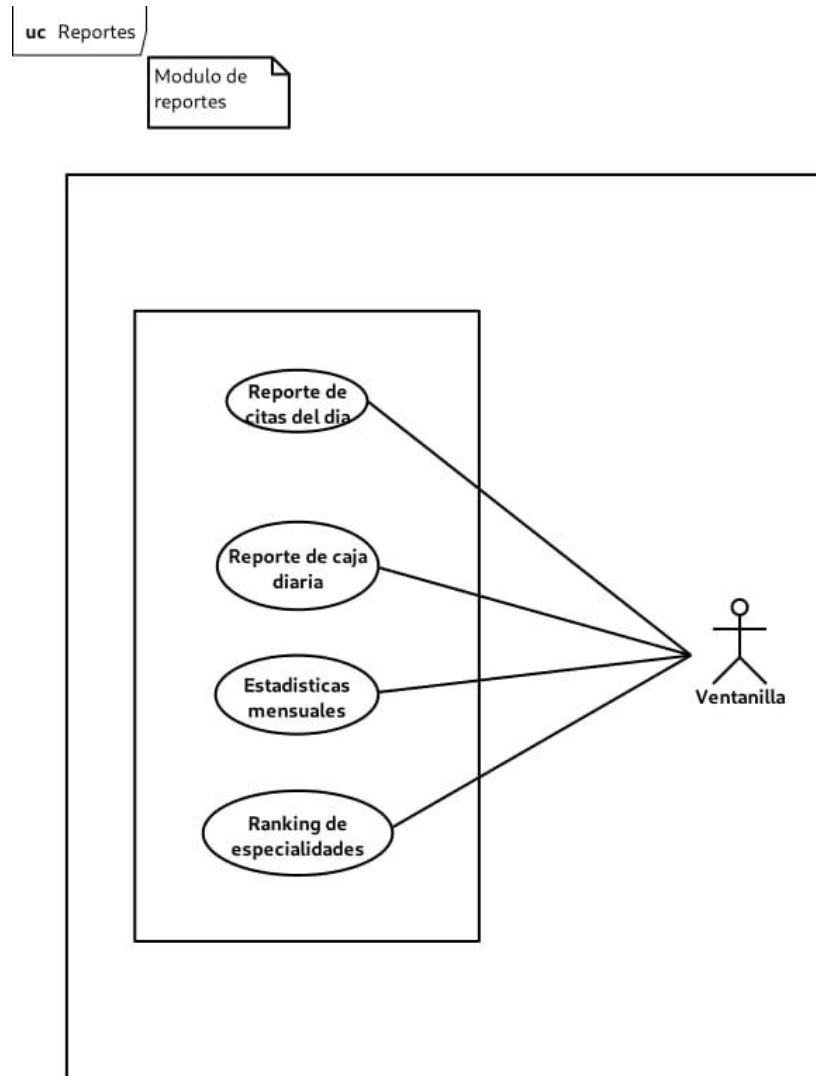 uc Reportes
Modulo de
reportes
Reporte de
citas del dia
Reporte de caja
diaria
Estadisticas
mensuales
Ranking de
especialidades
Ventanilla